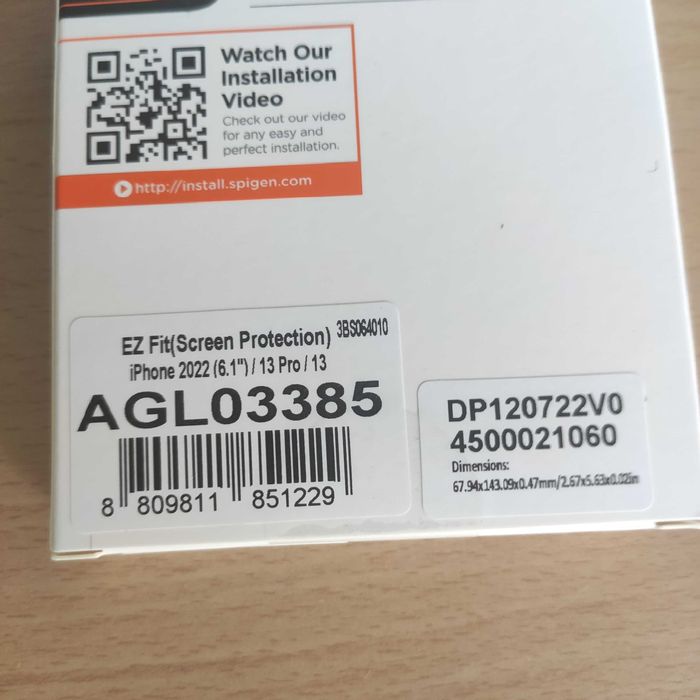 Watch Our
Installation
Video
Check out our video
for any easy and
perfect installation.
http://install.spigen.com
EZ Fit(Screen Protection) 3BS064010
iPhone 2022 (6.1") / 13 Pro / 13
AGL03385
8 809811 851229
DP120722V0
4500021060
Dimensions:
67.94x143.09x0.47mm/2.67x5.63x0.02in